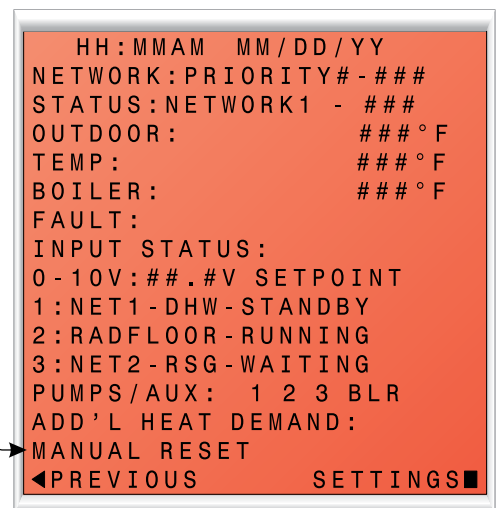 HH:MMAM MM/DD/YY
NETWORK:PRIORITY#-###
STATUS:NETWORK1 - ###
OUTDOOR: ###°F
TEMP: ###°F
BOILER: ###°F
FAULT:
INPUT STATUS:
0-10V:##.#V SETPOINT
1:NET1-DHW-STANDBY
2:RADFLOOR-RUNNING
3:NET2-RSG-WAITING
PUMPS/AUX: 1 2 3 BLR
ADD'L HEAT DEMAND:
MANUAL RESET
◀PREVIOUS SETTINGS■